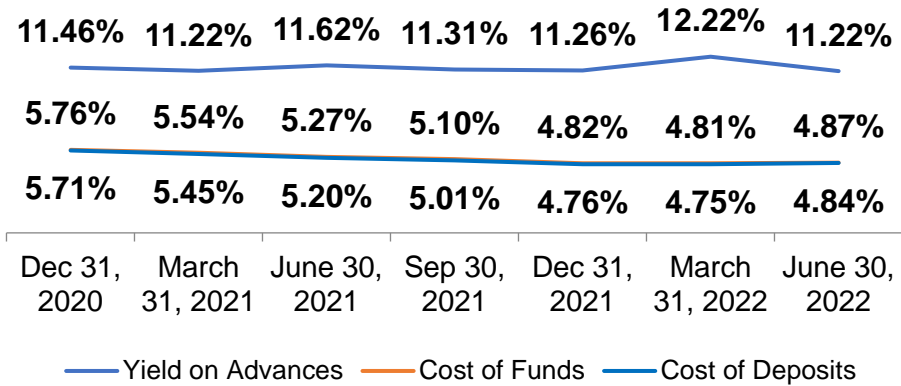 11.46% 11.22% 11.62% 11.31% 11.26% 12.22% 11.22%
5.76% 5.54% 5.27% 5.10% 4.82% 4.81% 4.87%
5.71% 5.45% 5.20% 5.01% 4.76% 4.75% 4.84%
Dec 31, March June 30, Sep 30, Dec 31, March June 30,
2020 31, 2021 2021 2021 2021 31, 2022 2022
Yield on Advances Cost of Funds Cost of Deposits